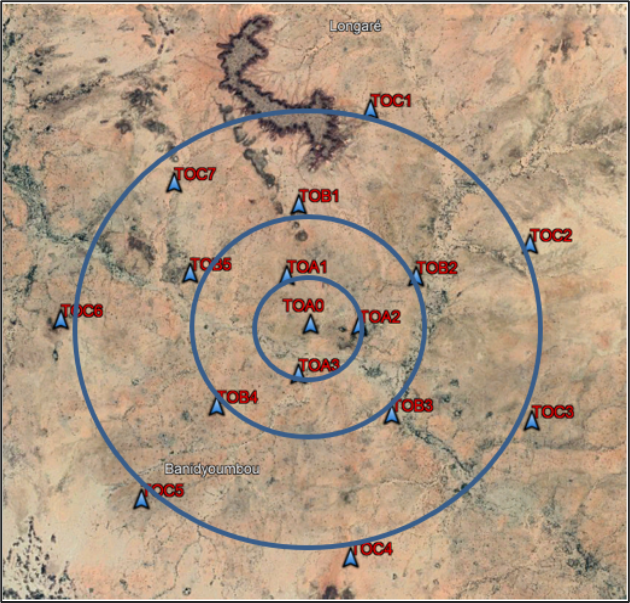 Longaré
TOC1
TOC7
TOB1
TOC2
TOB5
TOA1
TOB2
TOC6
TOA0
TOA2
TOA3
TOB4
TOB3
TOC3
Banidyoumbou
TOC5
TOC4